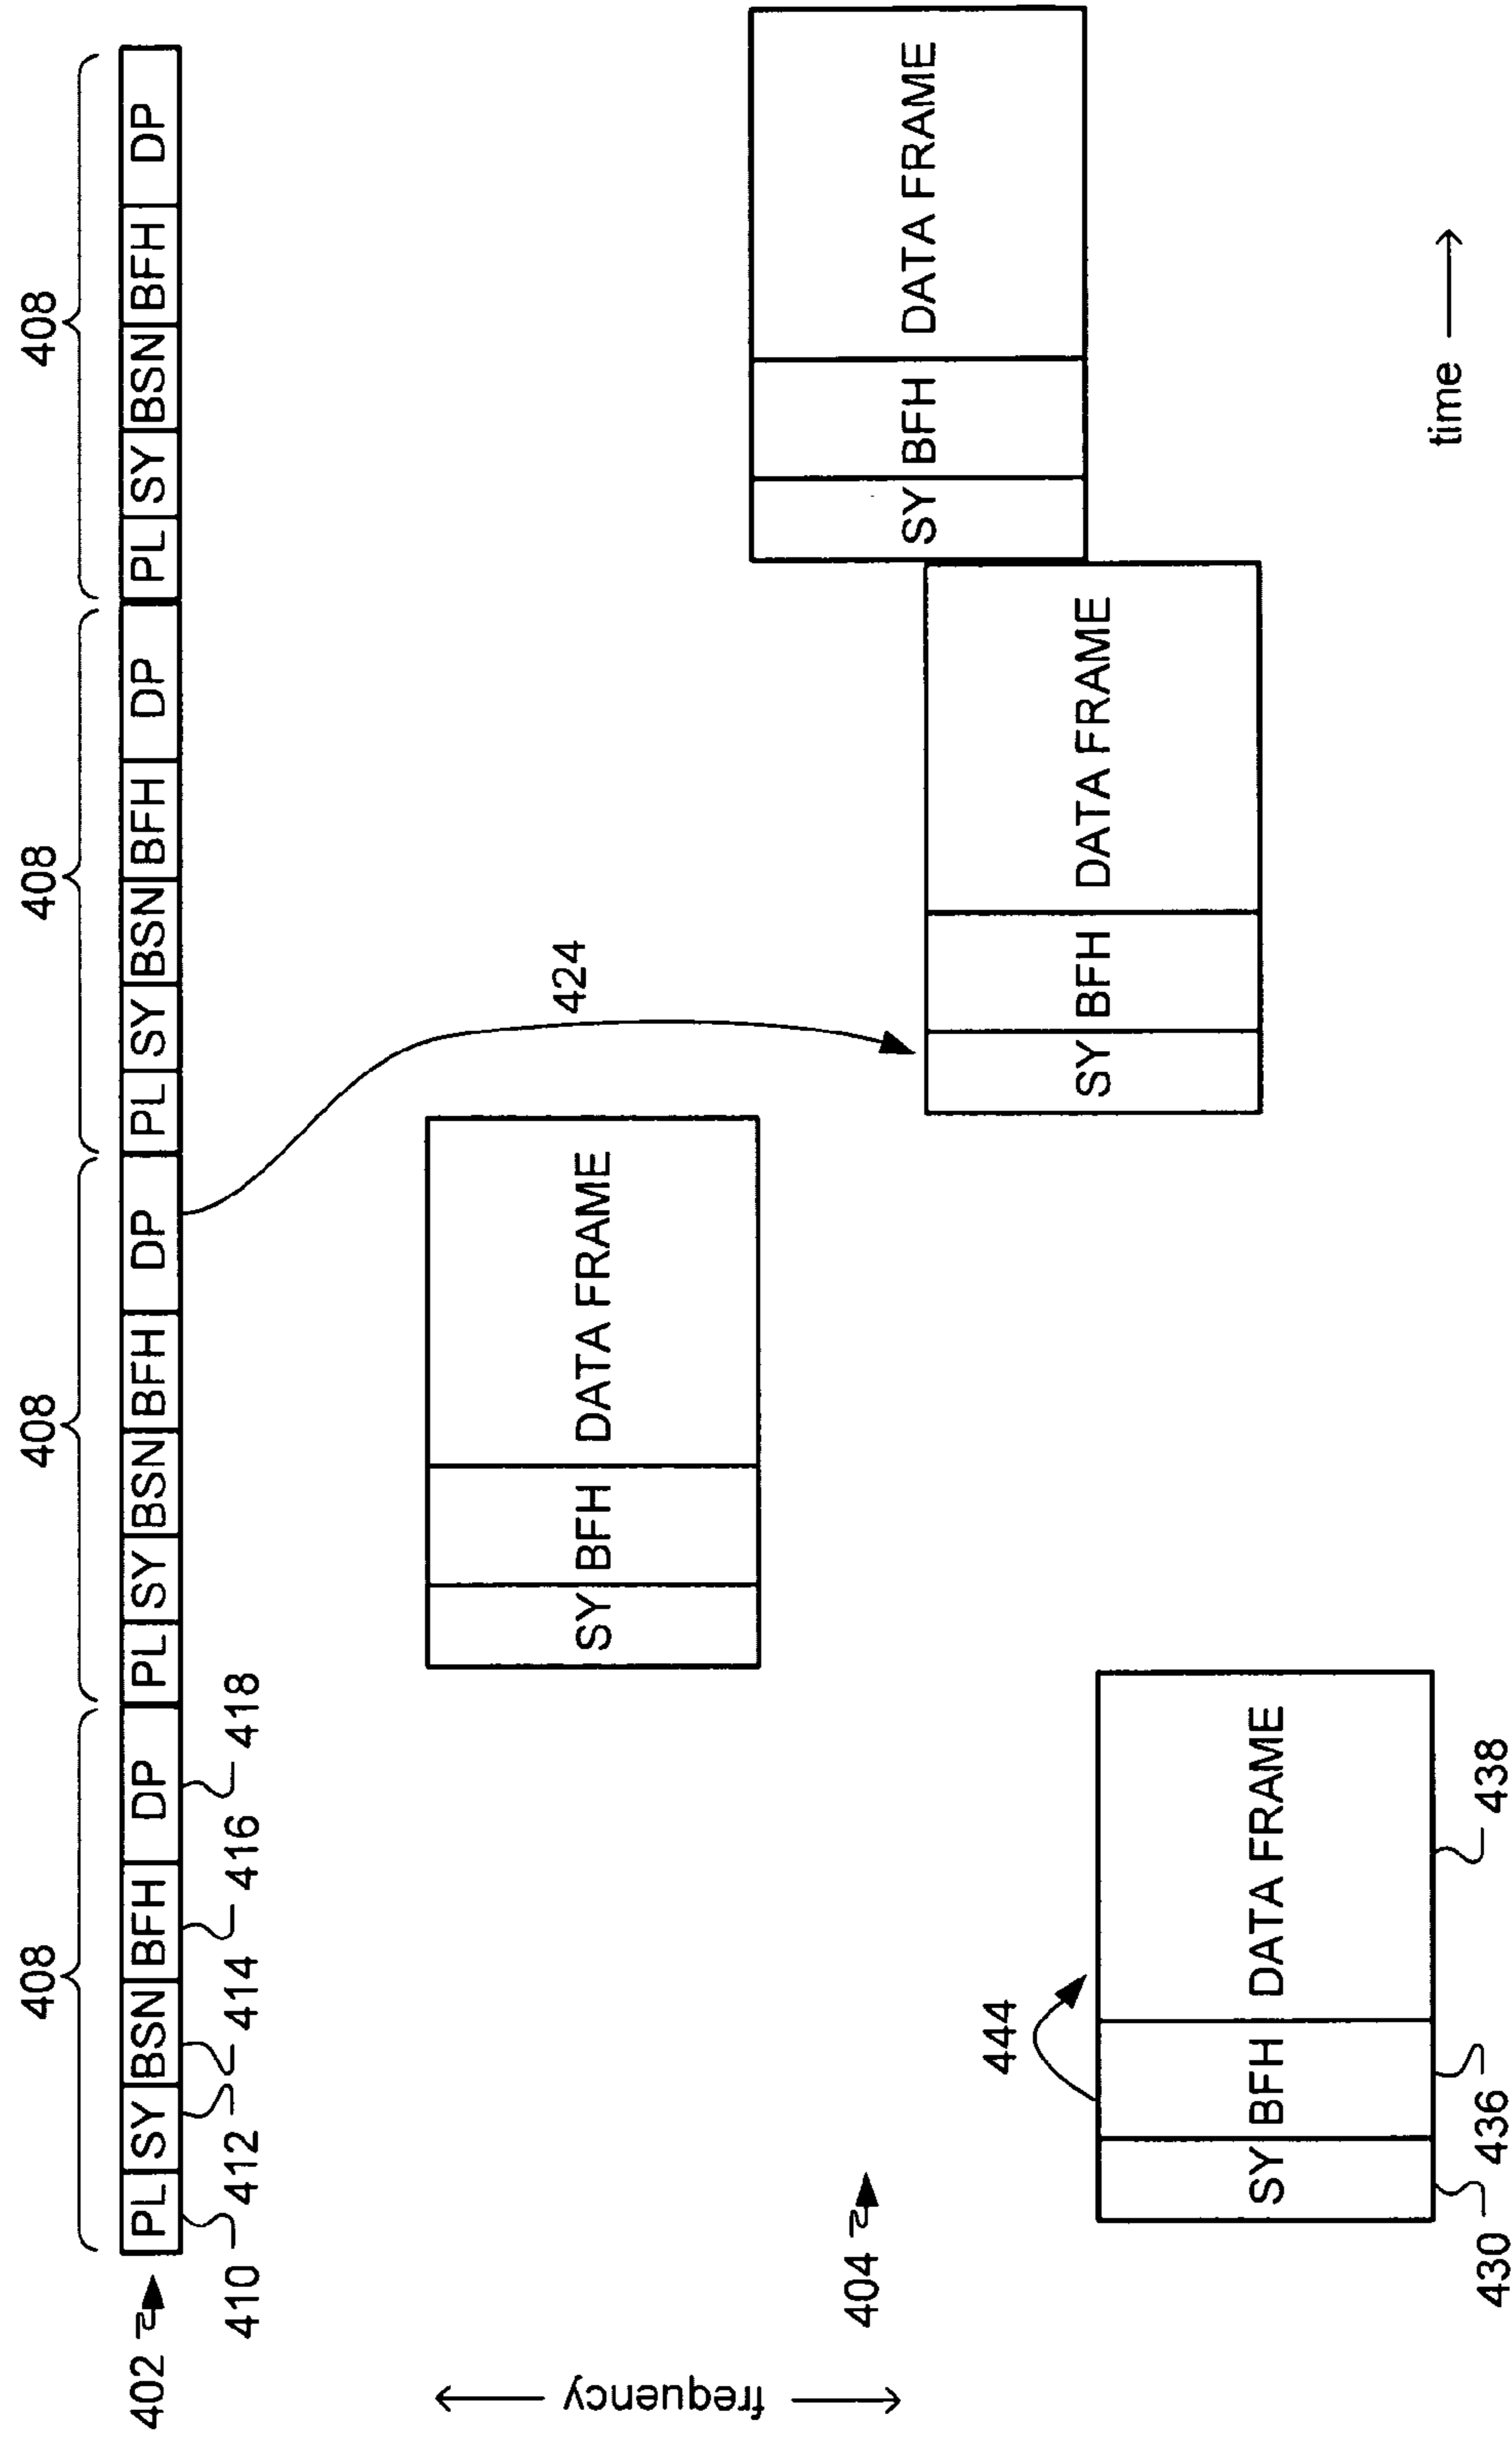 408 408 408 408
402 PL SY BSN BFH DP PL SY BSN BFH DP PL SY BSN BFH DP PL SY BSN BFH DP
410 412 414 416 418
424
frequency
SY BFH DATA FRAME
SY BFH DATA FRAME
404
444
SY BFH DATA FRAME
SY BFH DATA FRAME
430 436 438
time